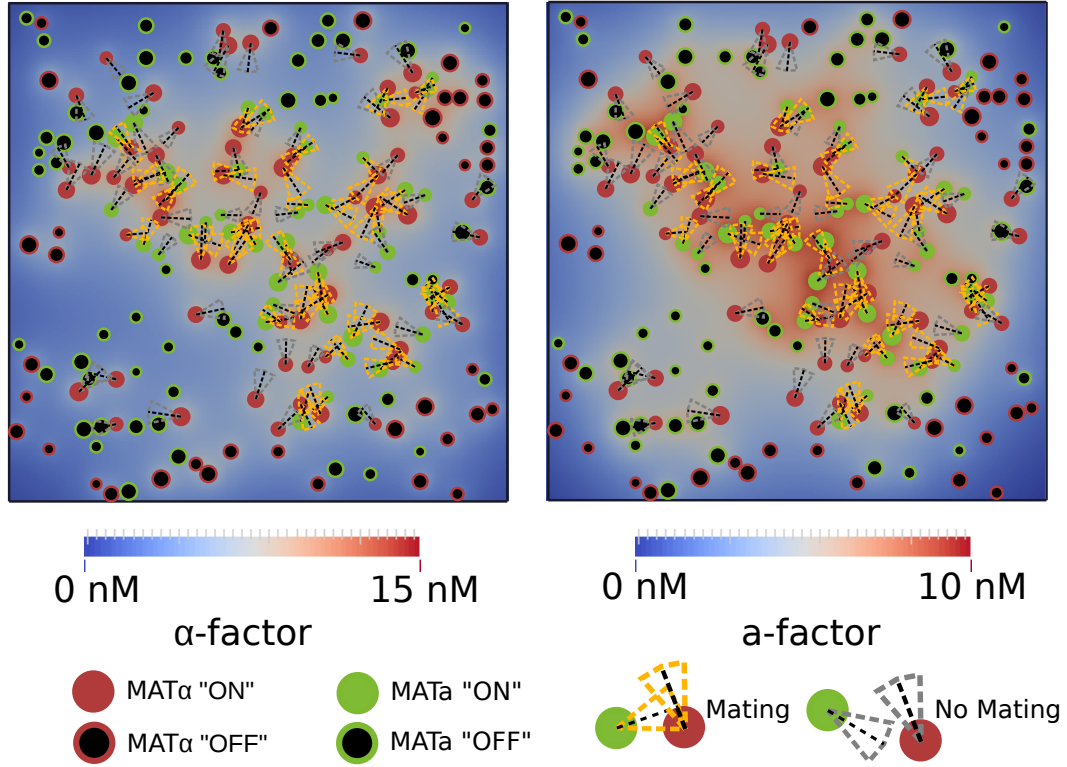 0 nM 15 nM 0 nM 10 nM
α-factor a-factor
MATα "ON" MATa "ON" Mating No Mating
MATα "OFF" MATa "OFF"